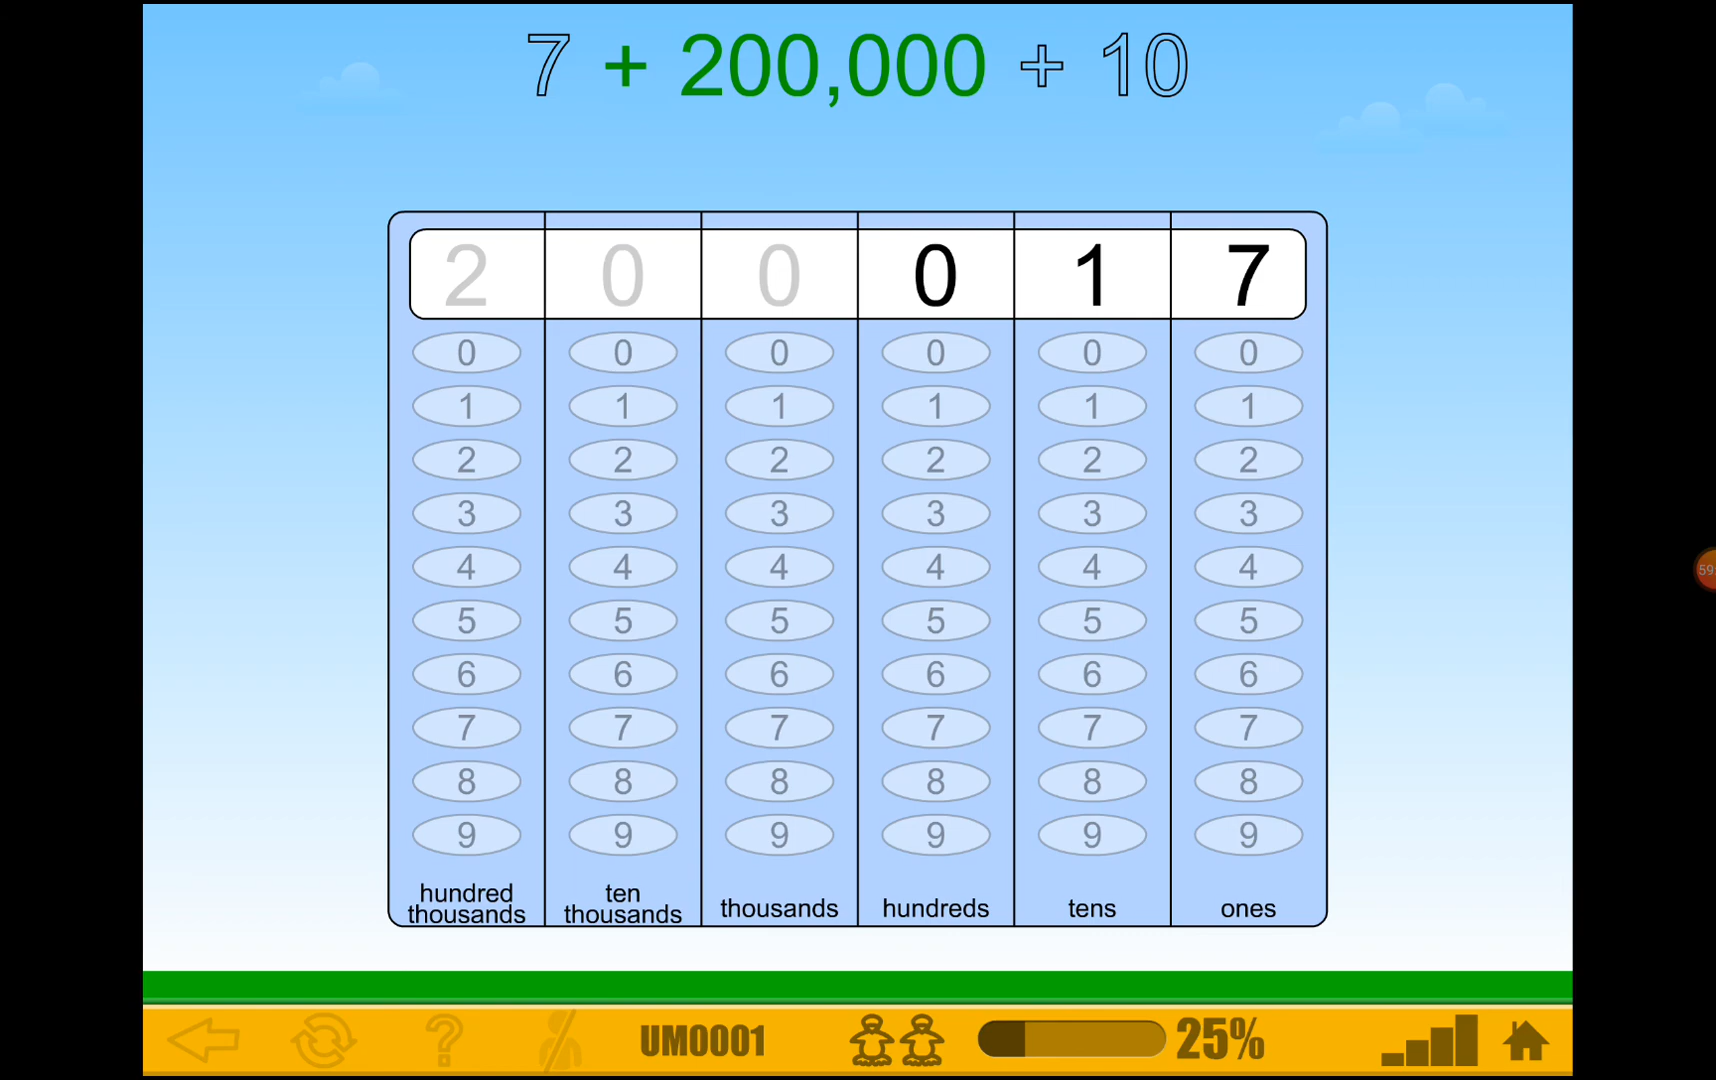 7 + 200,000 + 10
2 0 0 0 1 7
0 0 0 0 0 0
1 1 1 1 1 1
2 2 2 2 2 2
3 3 3 3 3 3
4 4 4 4 4 4
5 5 5 5 5 5
6 6 6 6 6 6
7 7 7 7 7 7
8 8 8 8 8 8
9 9 9 9 9 9
hundred thousands
ten thousands
thousands
hundreds
tens
ones
?
UM0001
25%